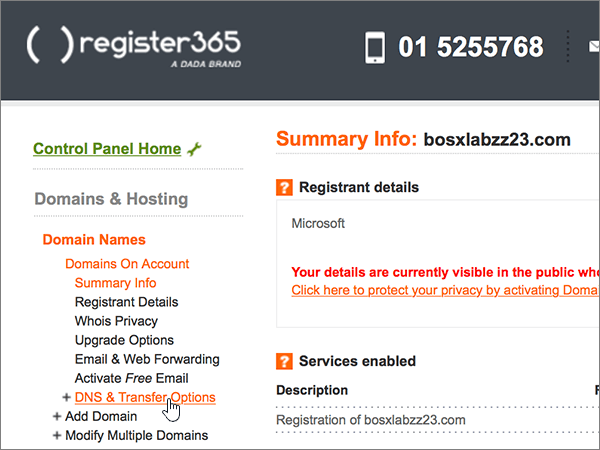 ( ) register365
A DADA BRAND
01 5255768
Control Panel Home
Summary Info: bosxlabzz23.com
Domains & Hosting
? Registrant details
Microsoft
Your details are currently visible in the public
Click here to protect your privacy by activating
Domain Names
Domains On Account
Summary Info
Registrant Details
Whois Privacy
Upgrade Options
Email & Web Forwarding
Activate Free Email
+ DNS & Transfer Options
+ Add Domain
+ Modify Multiple Domains
? Services enabled
Description
Registration of bosxlabzz23.com